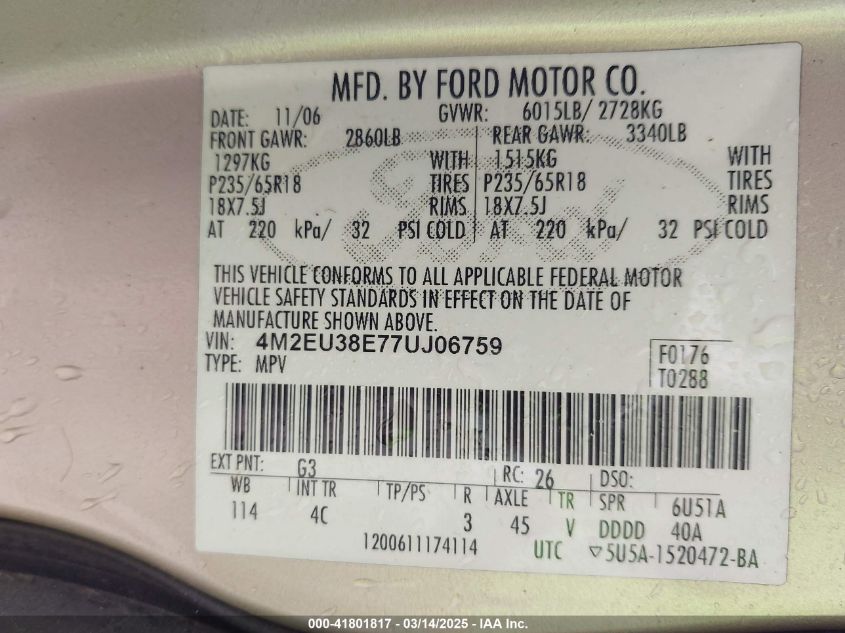 MFD. BY FORD MOTOR CO.
DATE: 11/06 GVWR: 6015LB/ 2728KG
FRONT GAWR: 2860LB REAR GAWR: 3340LB
1297KG WITH 1515KG WITH
P235/65R18 TIRES P235/65R18 TIRES
18X7.5J RIMS 18X7.5J RIMS
AT 220 kPa/ 32 PSI COLD AT 220 kPa/ 32 PSI COLD
THIS VEHICLE CONFORMS TO ALL APPLICABLE FEDERAL MOTOR
VEHICLE SAFETY STANDARDS IN EFFECT ON THE DATE OF
MANUFACTURE SHOWN ABOVE.
VIN: 4M2EU38E77UJ06759
TYPE: MPV
F0176
T0288
EXT PNT: G3 RC: 26 DSO:
WB INT TR TP/PS R AXLE TR SPR 6U51A
114 4C 3 45 V DDDD 40A
1200611174114 UTC ▽5U5A-1520472-BA
Ford
000-41801817 - 03/14/2025 - IAA Inc.